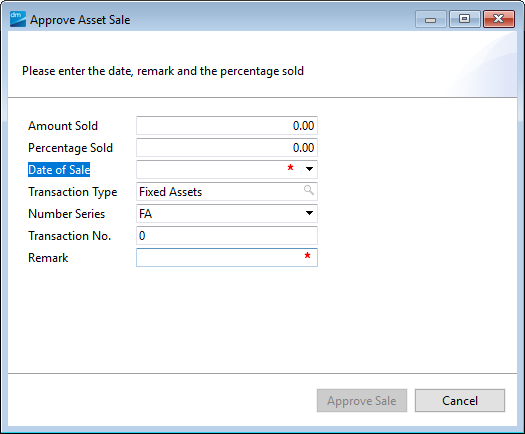 dm Approve Asset Sale
Please enter the date, remark and the percentage sold
Amount Sold 0.00
Percentage Sold 0.00
Date of Sale *
Transaction Type Fixed Assets
Number Series FA
Transaction No. 0
Remark *
Approve Sale Cancel